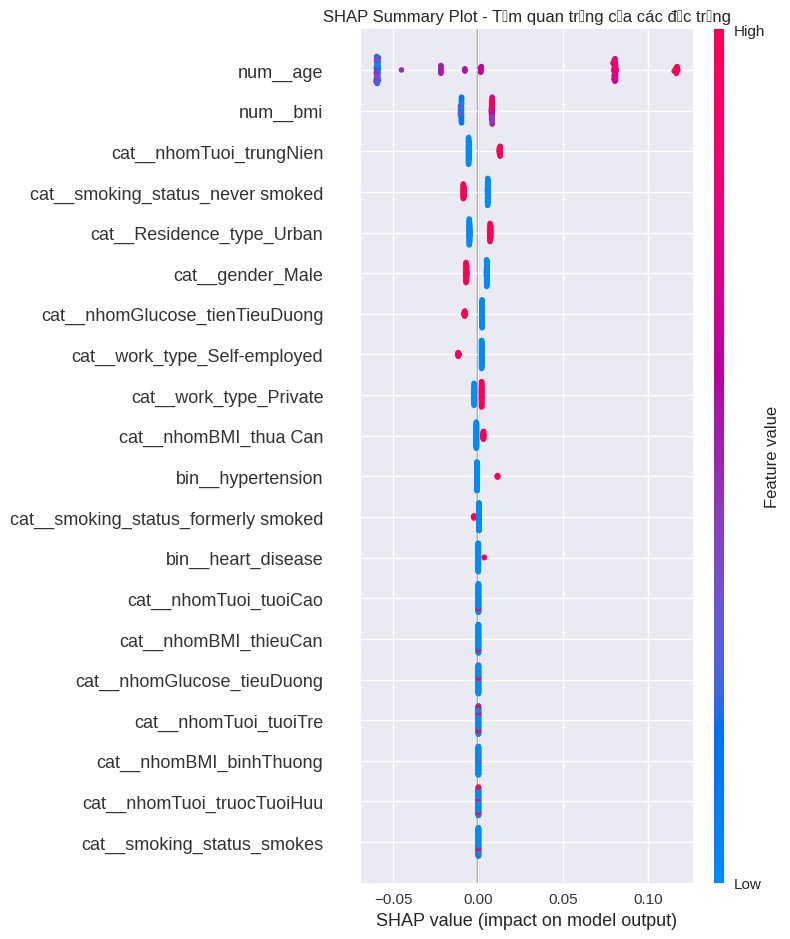 SHAP Summary Plot - T▯m quan tr▯ng c▯a các đ▯c tr▯ng
High
num__age
num__bmi
cat__nhomTuoi_trungNien
cat__smoking_status_never smoked
cat__Residence_type_Urban
cat__gender_Male
cat__nhomGlucose_tienTieuDuong
cat__work_type_Self-employed
cat__work_type_Private
cat__nhomBMI_thua Can
bin__hypertension
cat__smoking_status_formerly smoked
bin__heart_disease
cat__nhomTuoi_tuoiCao
cat__nhomBMI_thieuCan
cat__nhomGlucose_tieuDuong
cat__nhomTuoi_tuoiTre
cat__nhomBMI_binhThuong
cat__nhomTuoi_truocTuoiHuu
cat__smoking_status_smokes
Feature value
Low
−0.05 0.00 0.05 0.10
SHAP value (impact on model output)